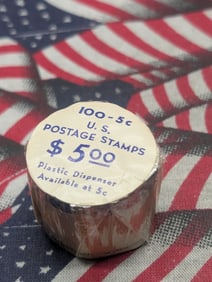 100 - 5c
U.S.
POSTAGE STAMPS
$ 5.00
Plastic Dispenser
Available at 5c